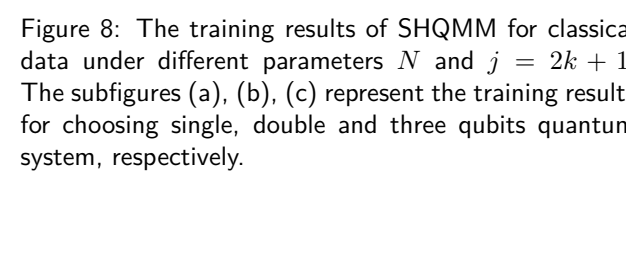 Figure 8: The training results of SHQMM for classica
data under different parameters N and j = 2k + 1
The subfigures (a), (b), (c) represent the training result
for choosing single, double and three qubits quantun
system, respectively.